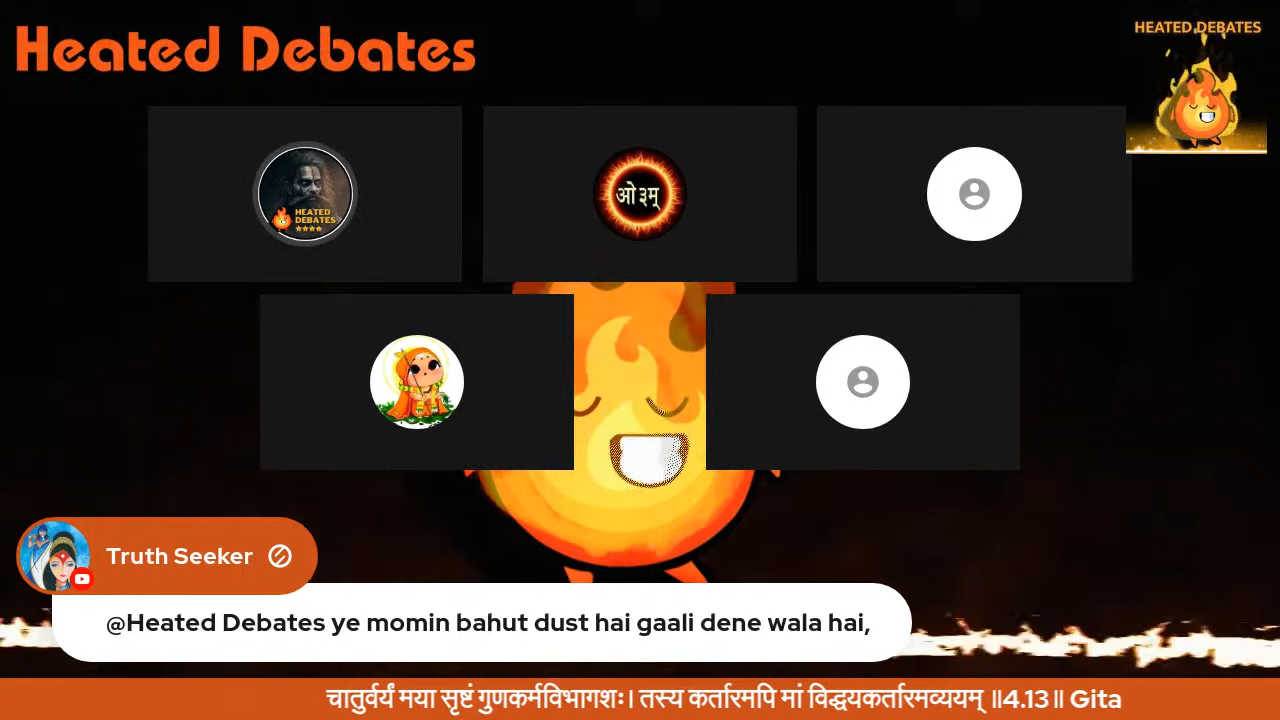 Heated Debates
HEATED DEBATES
HEATED
DEBATES
ओ३म्
Truth Seeker
@Heated Debates ye momin bahut dust hai gaali dene wala hai,
चातुर्वर्यं मया सृष्टं गुणकर्मविभागशः। तस्य कर्तारमपि मां विद्धयकर्तारमव्ययम् ॥4.13॥ Gita